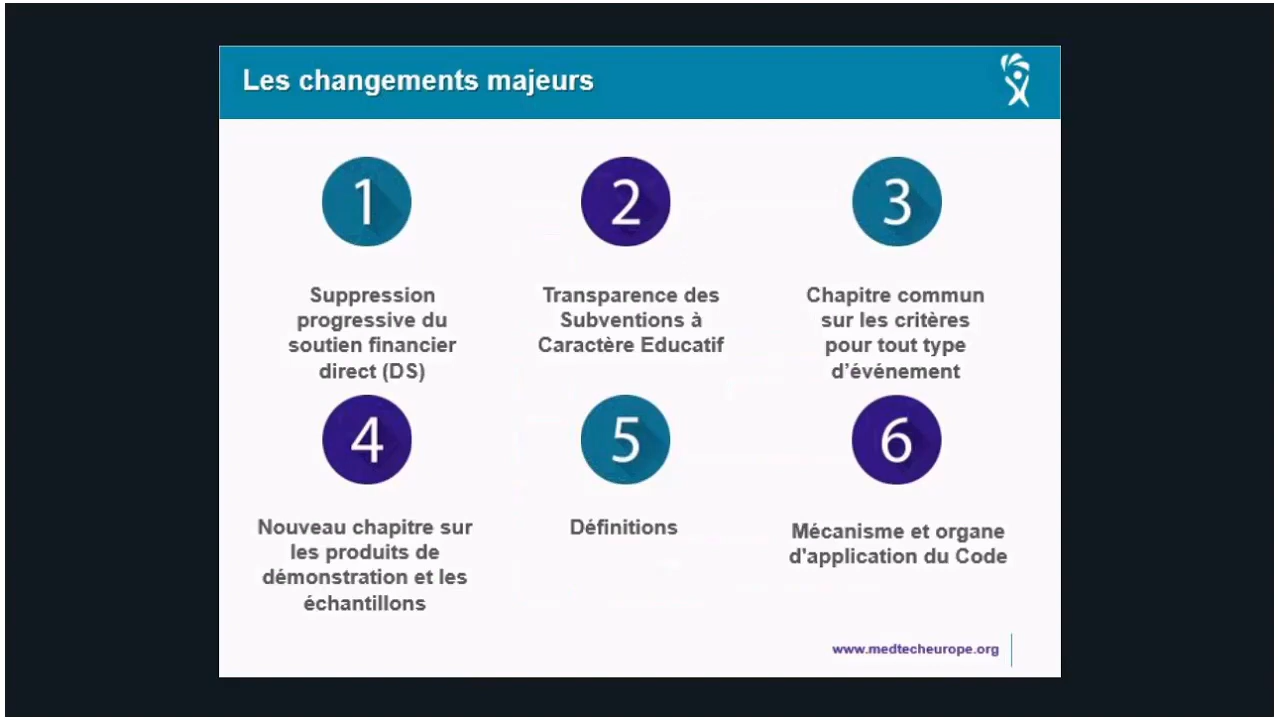 Les changements majeurs
1
Suppression
progressive du
soutien financier
direct (DS)
2
Transparence des
Subventions à
Caractère Educatif
3
Chapitre commun
sur les critères
pour tout type
d'événement
4
Nouveau chapitre sur
les produits de
démonstration et les
échantillons
5
Définitions
6
Mécanisme et organe
d'application du Code
www.medtecheurope.org